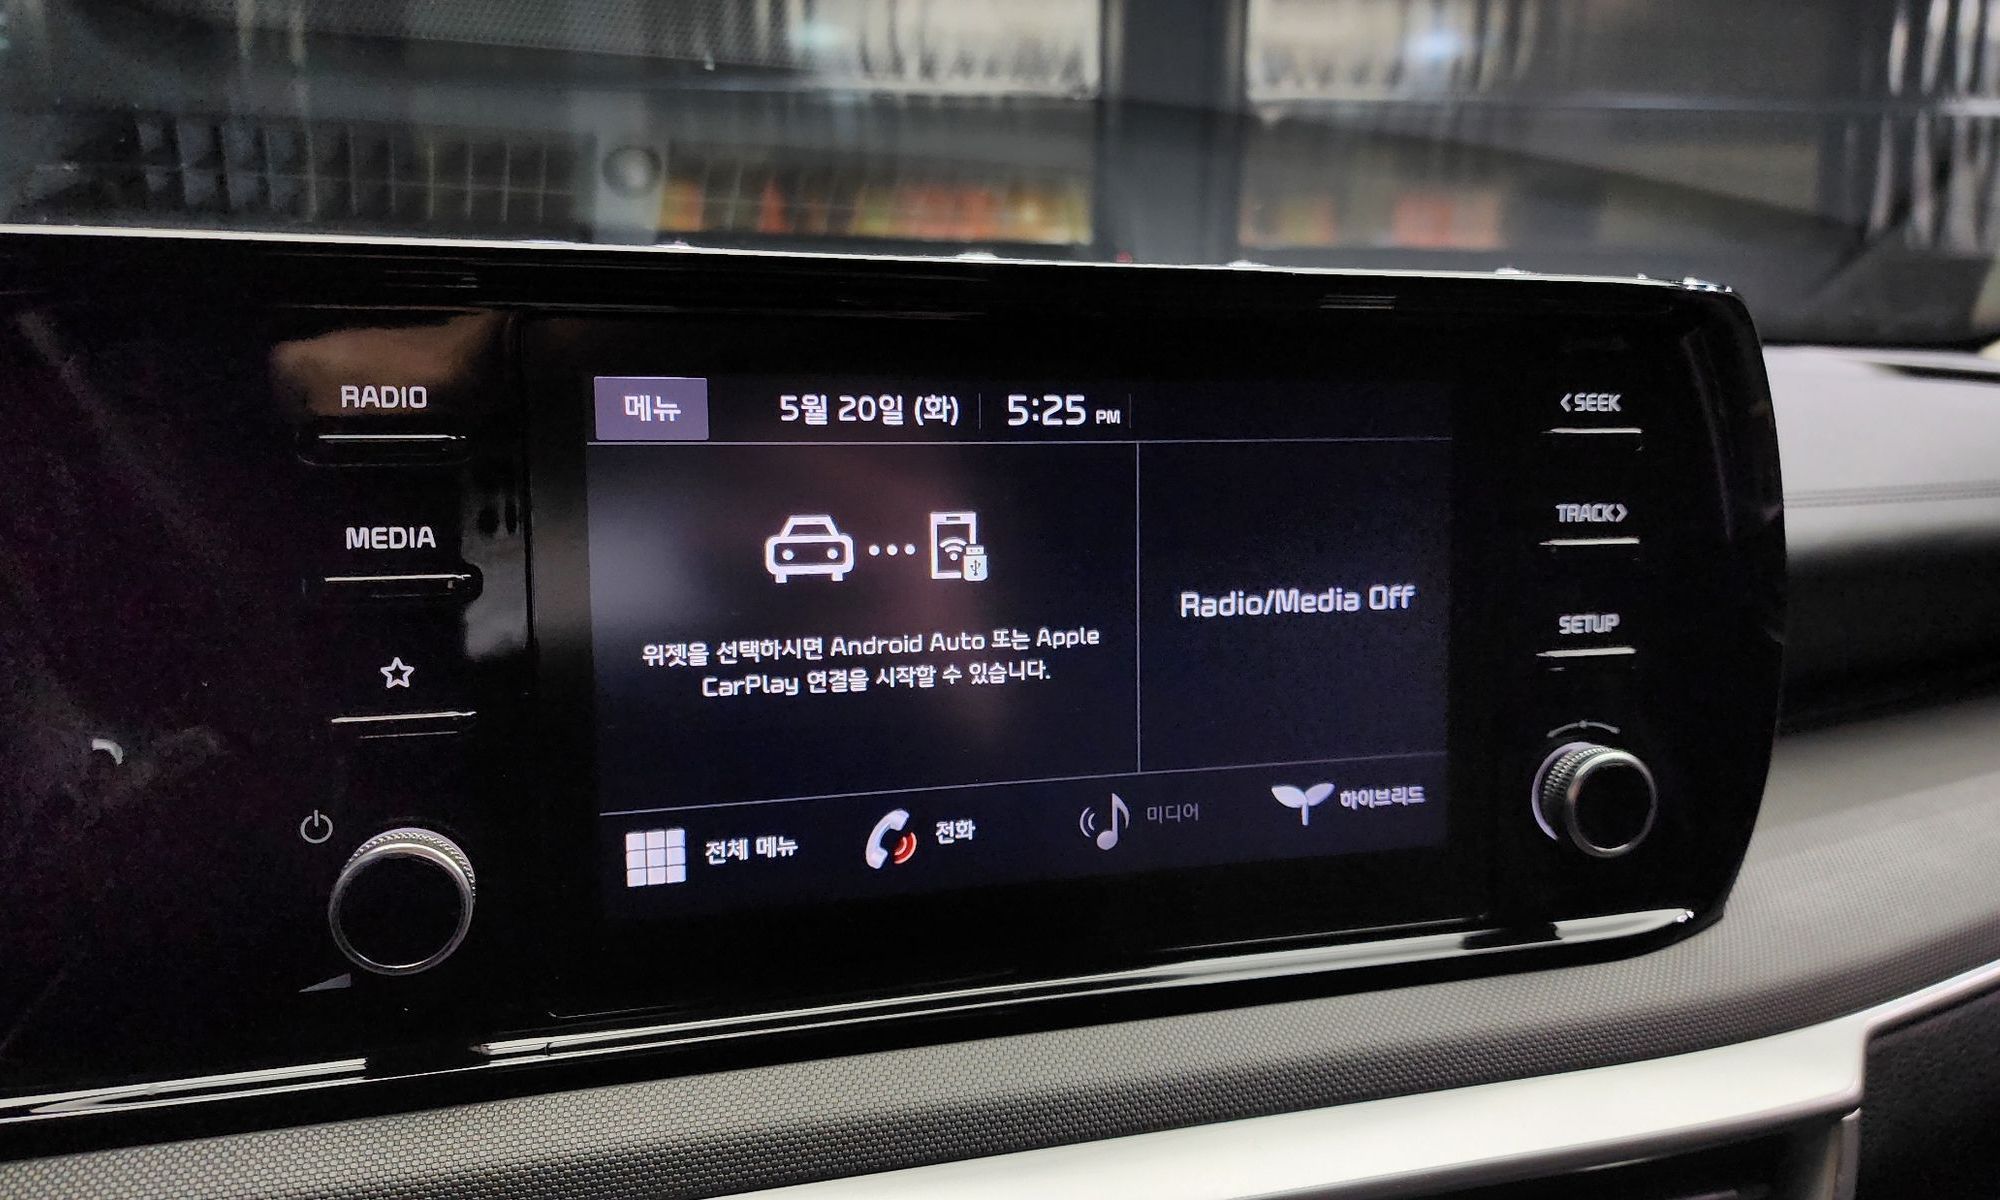 RADIO
MEDIA
메뉴
5월 20일 (화)
5:25 PM
위젯을 선택하시면 Android Auto 또는 Apple
CarPlay 연결을 시작할 수 있습니다.
Radio/Media Off
전체 메뉴
전화
미디어
하이브리드
<SEEK
TRACK>
SETUP